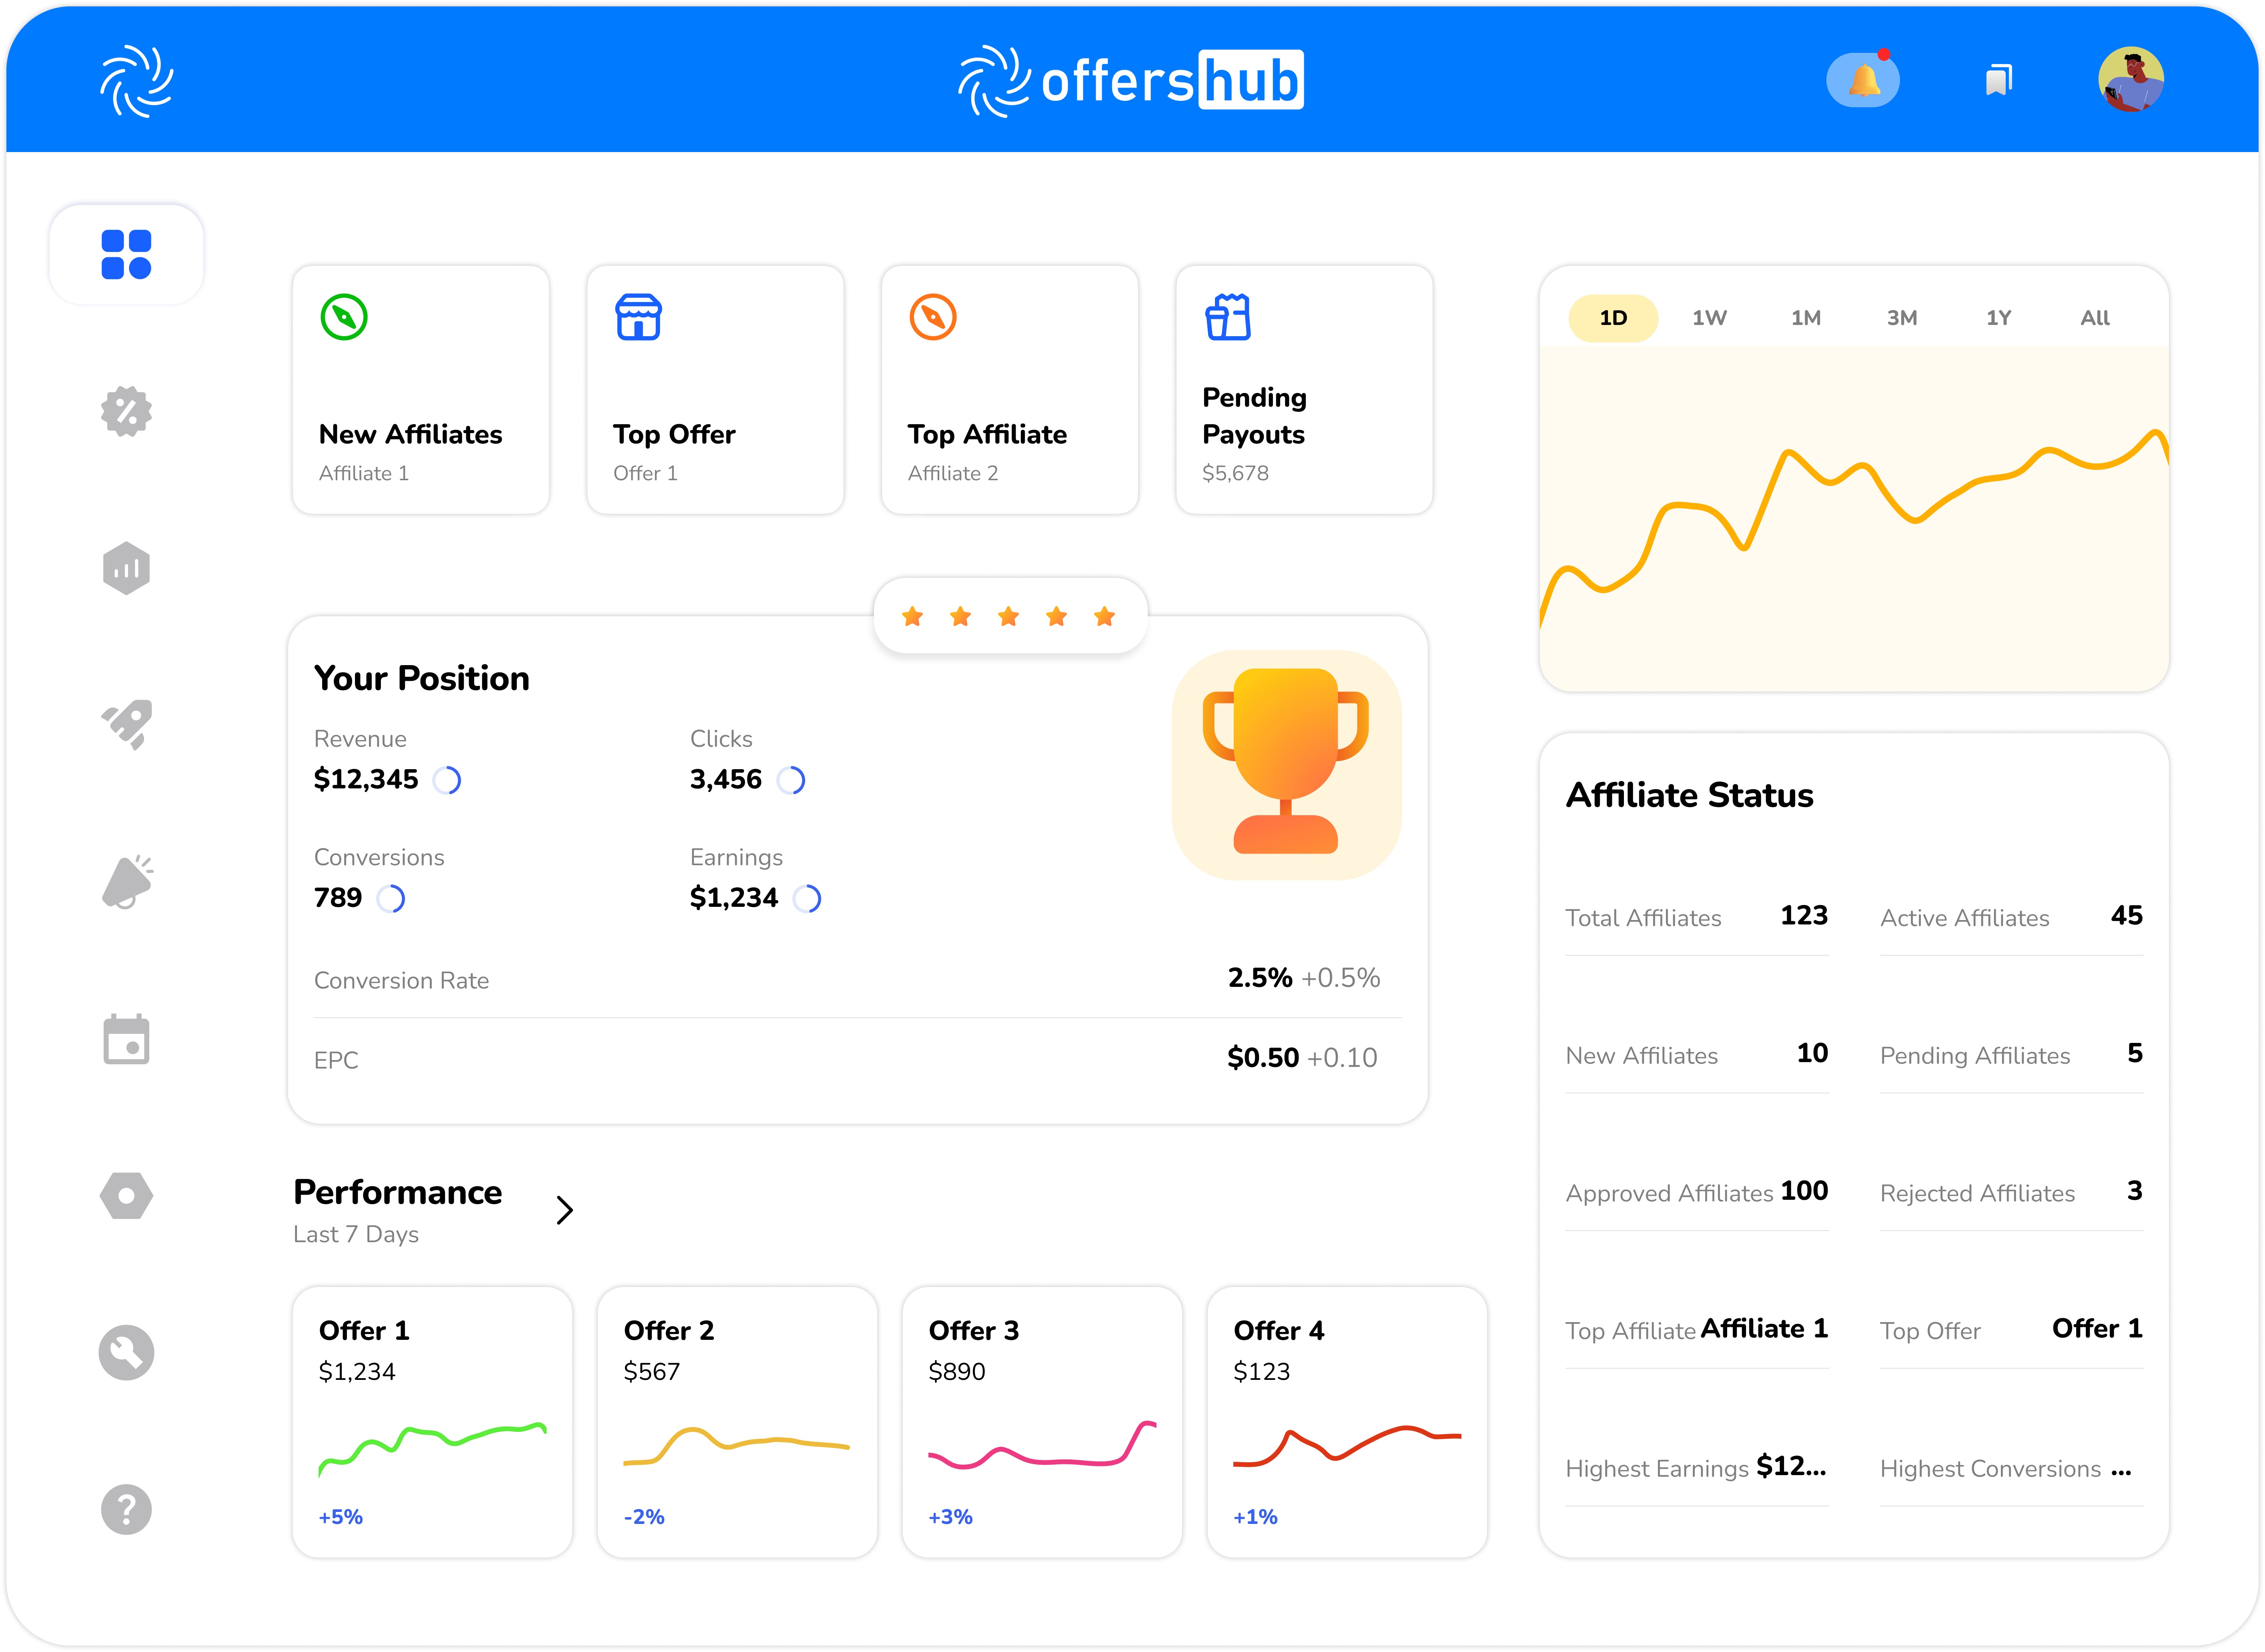 offershub
New Affiliates
Affiliate 1
Top Offer
Offer 1
Top Affiliate
Affiliate 2
Pending
Payouts
$5,678
1D 1W 1M 3M 1Y All
Your Position
Revenue
$12,345
Clicks
3,456
Conversions
789
Earnings
$1,234
Conversion Rate 2.5% +0.5%
EPC $0.50 +0.10
Performance
Last 7 Days
Offer 1
$1,234
+5%
Offer 2
$567
-2%
Offer 3
$890
+3%
Offer 4
$123
+1%
Affiliate Status
Total Affiliates 123
Active Affiliates 45
New Affiliates 10
Pending Affiliates 5
Approved Affiliates 100
Rejected Affiliates 3
Top Affiliate Affiliate 1
Top Offer Offer 1
Highest Earnings $12...
Highest Conversions ...